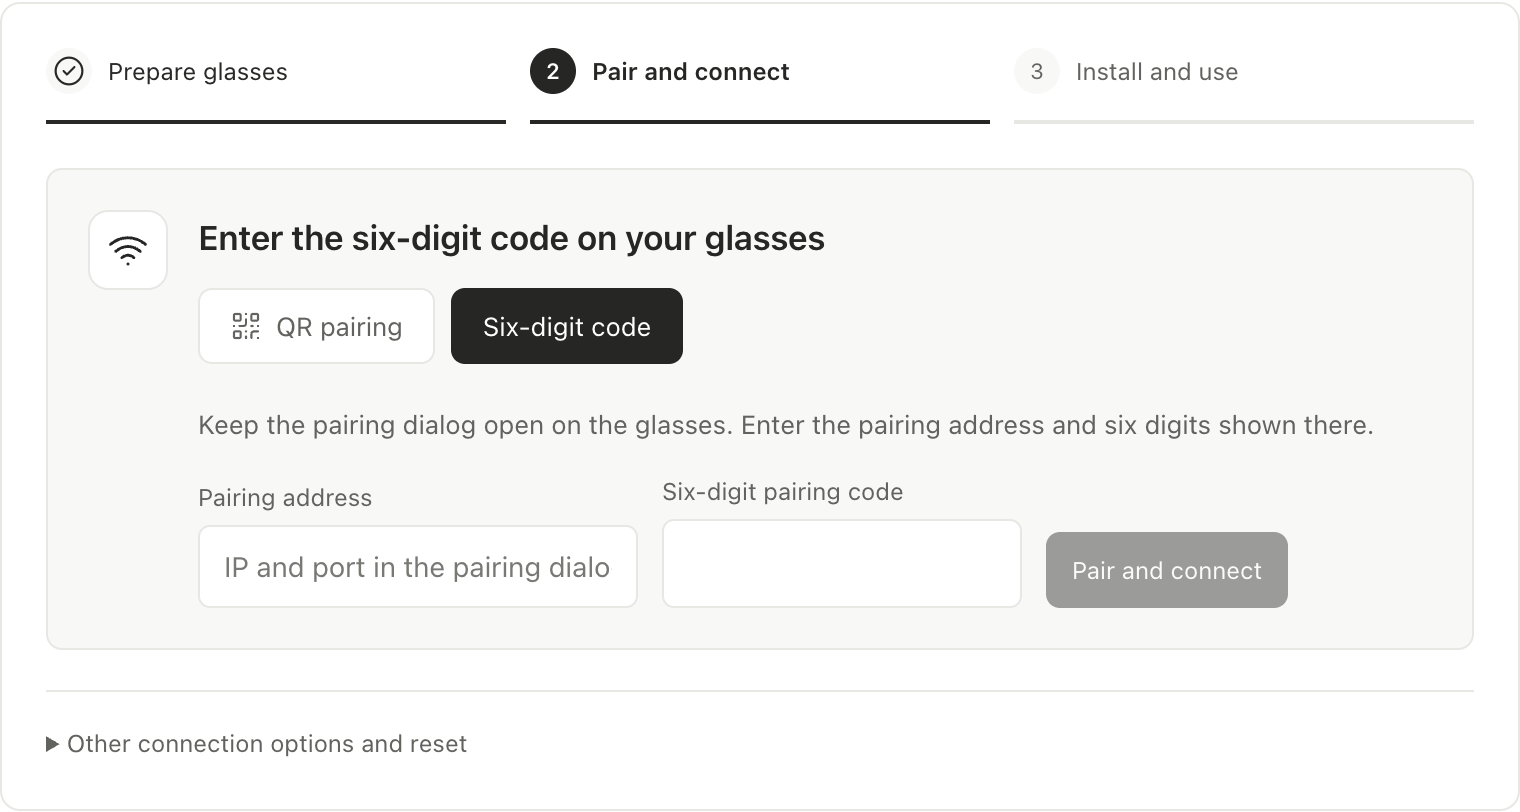 Prepare glasses
2 Pair and connect
3 Install and use
Enter the six-digit code on your glasses
QR pairing
Six-digit code
Keep the pairing dialog open on the glasses. Enter the pairing address and six digits shown there.
Pairing address
Six-digit pairing code
IP and port in the pairing dialo
Pair and connect
Other connection options and reset